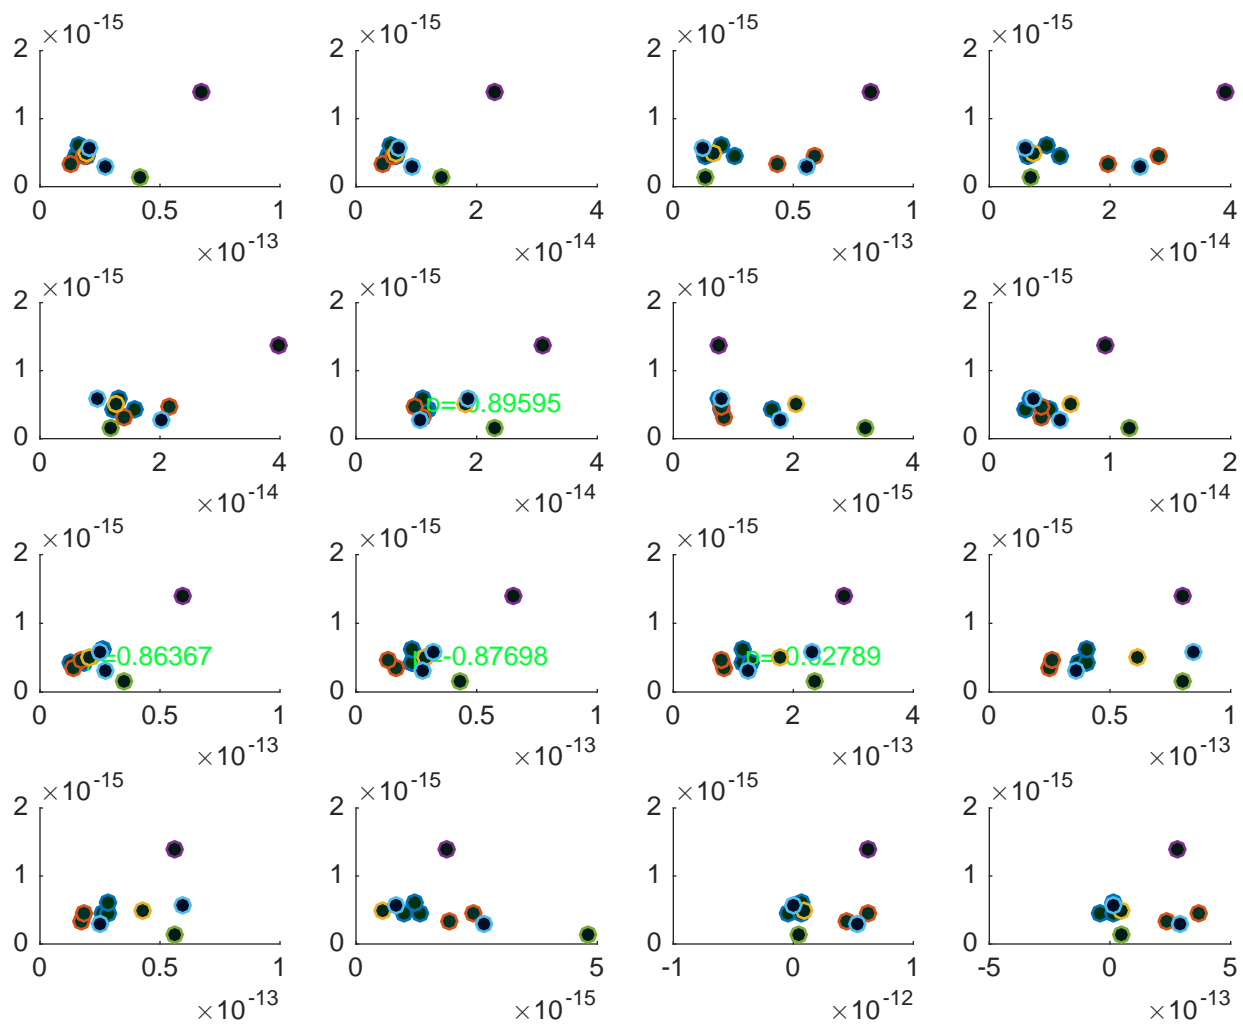 ×10-15 ×10-15 ×10-15 ×10-15
2 2 2 2
1 1 1 1
0 0 0 0
0 0.5 1 0 2 4 0 0.5 1 0 2 4
×10-13 ×10-14 ×10-13 ×10-14
×10-15 ×10-15 ×10-15 ×10-15
2 2 2 2
1 1 1 1
0.89595
0 0 0 0
0 2 4 0 2 4 0 2 4 0 1 2
×10-14 ×10-14 ×10-15 ×10-14
×10-15 ×10-15 ×10-15 ×10-15
2 2 2 2
1 1 1 1
=0.86367 -0.87698
0 0 0 0
0 0.5 1 0 0.5 1 0 2 4 0 0.5 1
×10-13 ×10-13 ×10-13 ×10-13
×10-15 ×10-15 ×10-15 ×10-15
2 2 2 2
1 1 1 1
0 0 0 0
0 0.5 1 0 5 -1 0 1 -5 0 5
×10-13 ×10-15 ×10-12 ×10-13